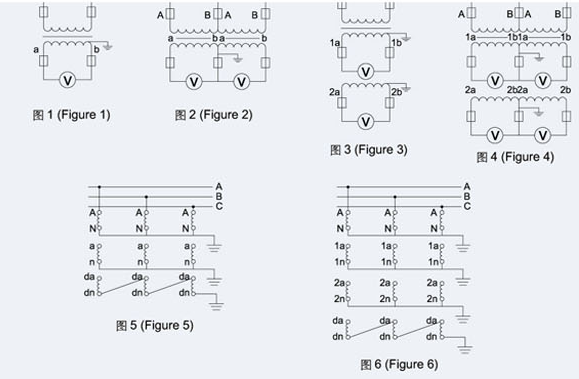 A B A B
a b
a b a b
V
V V
图 1 (Figure 1)
图 2 (Figure 2)
1a 1b
V
2a 2b
V
图 3 (Figure 3)
A B A B
1a 1b 1a 1b
V V
2a 2b 2a 2b
V V
图 4 (Figure 4)
A
B
C
A A A
N N N
a a a
n n n
da da da
dn dn dn
图 5 (Figure 5)
A
B
C
A A A
N N N
1a 1a 1a
1n 1n 1n
2a 2a 2a
2n 2n 2n
da da da
dn dn dn
图 6 (Figure 6)